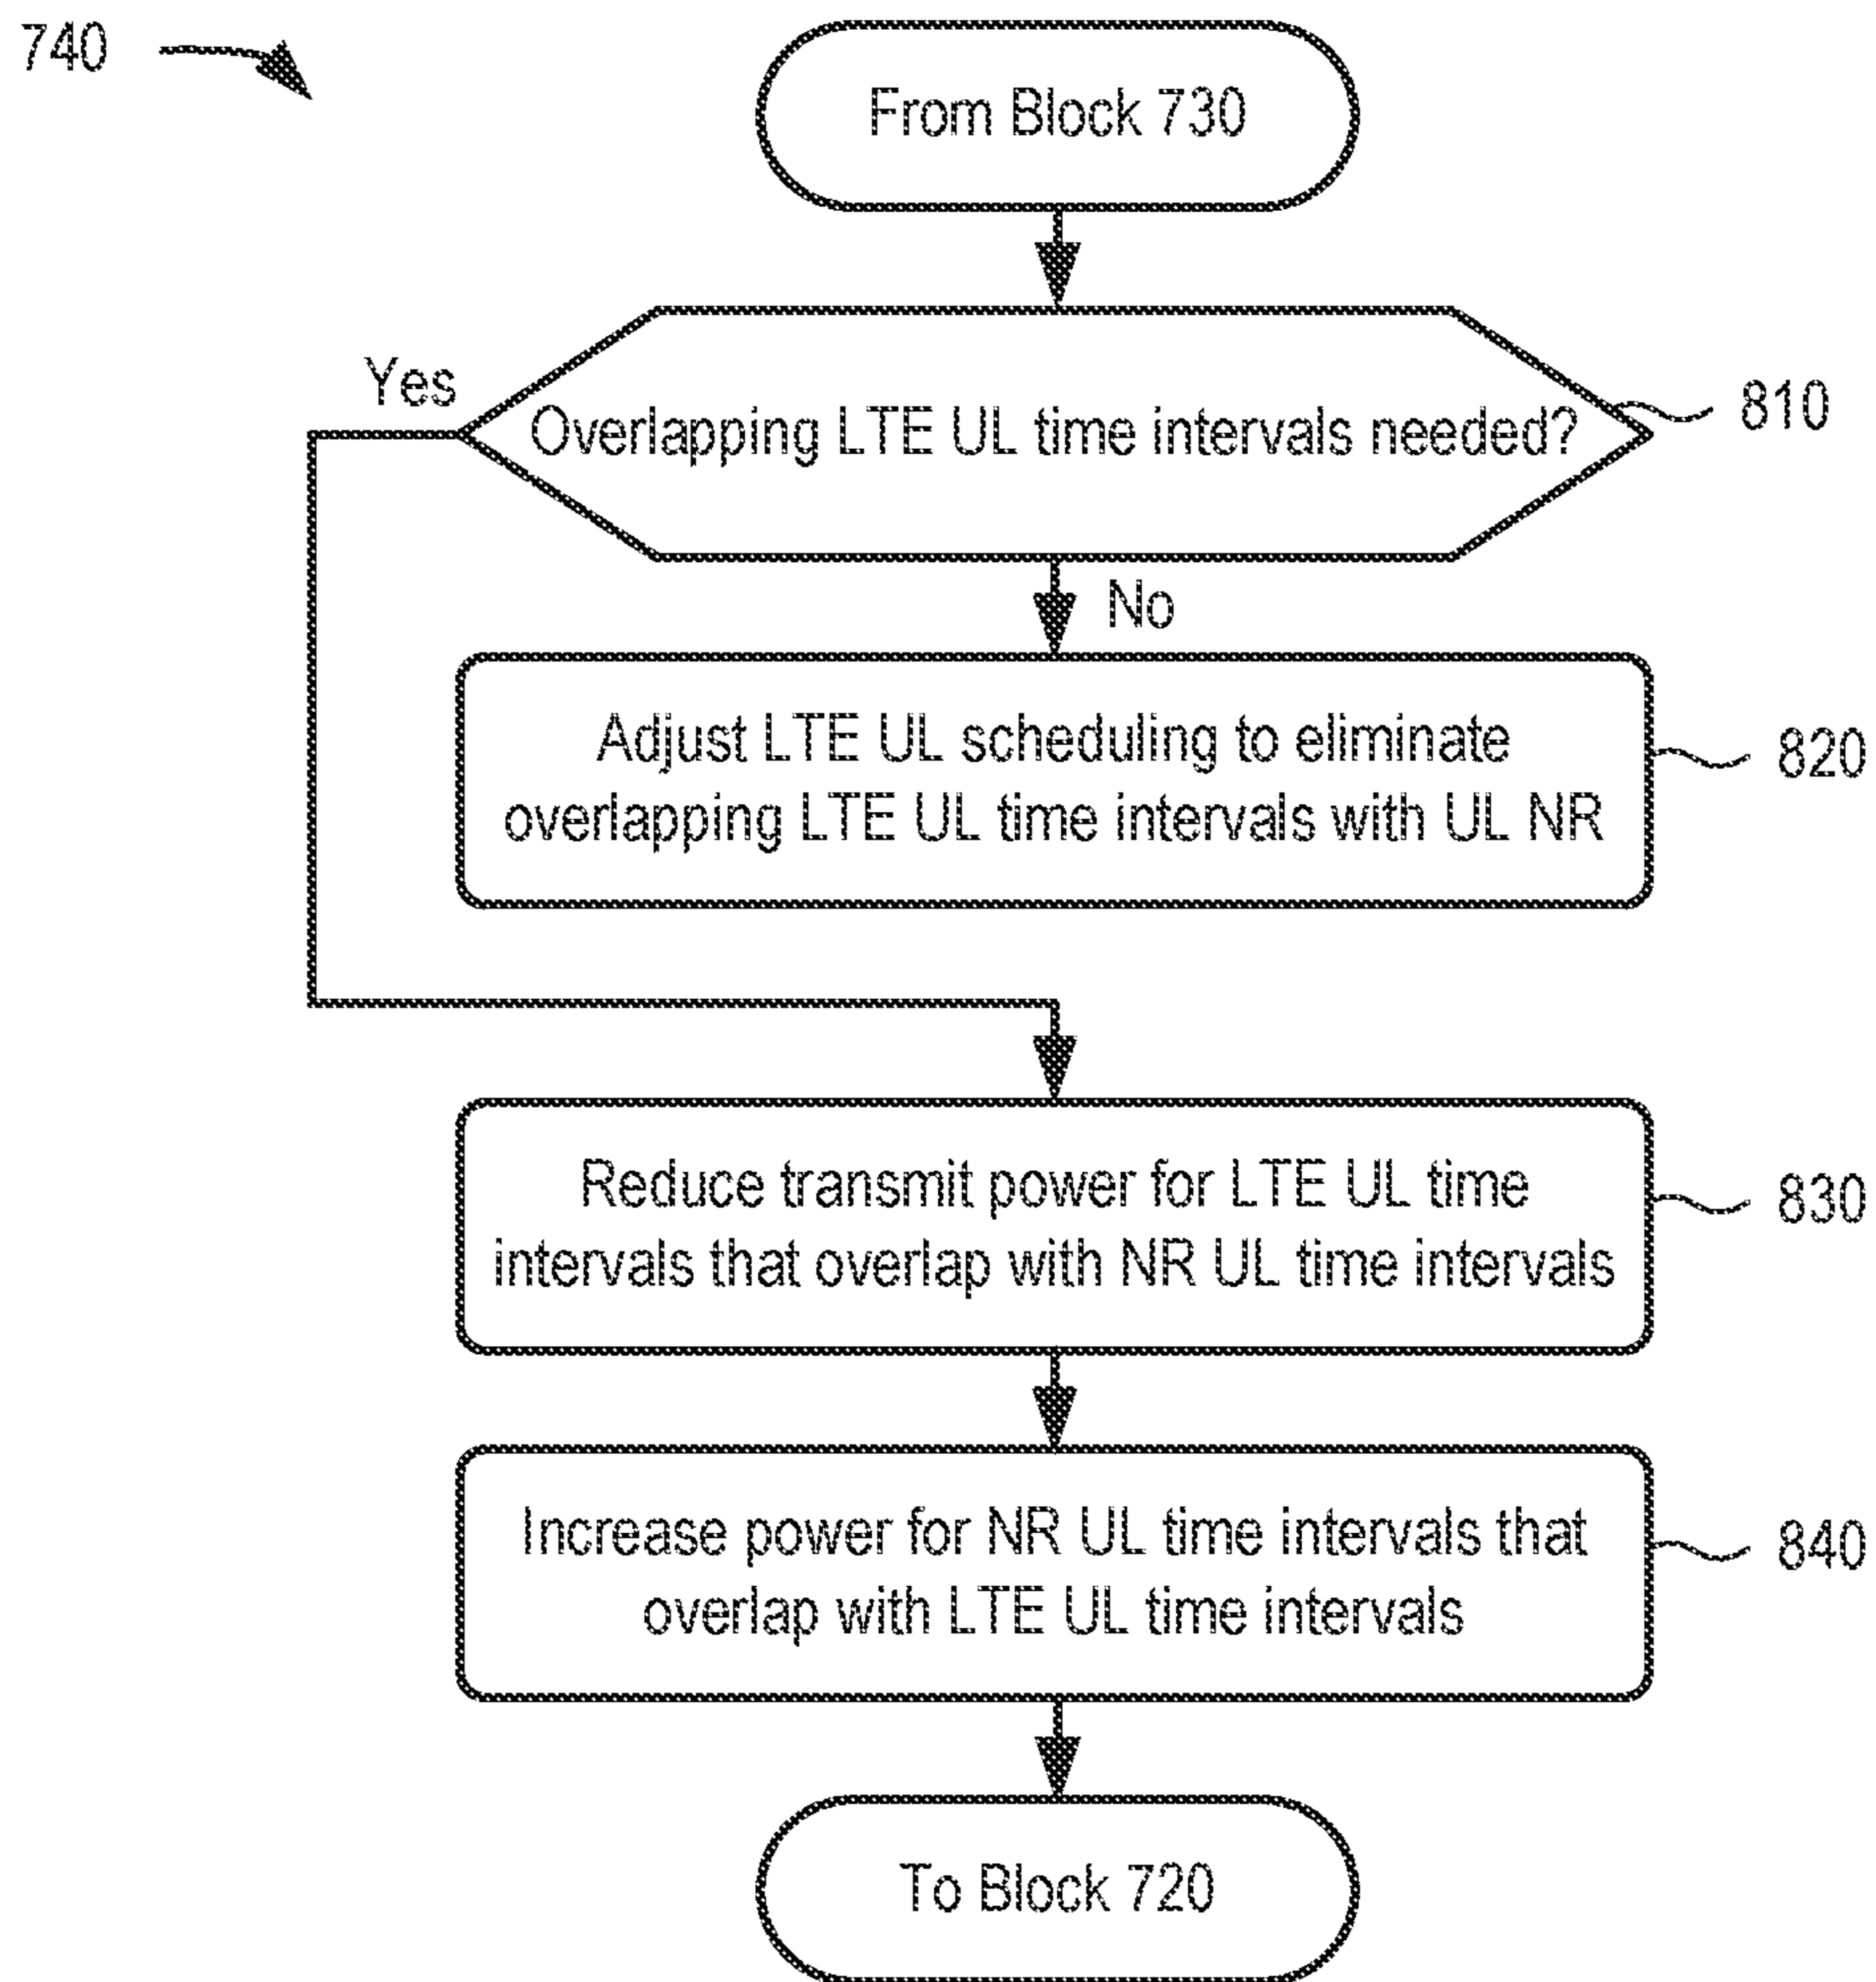 740
From Block 730
Yes
Overlapping LTE UL time intervals needed?
810
No
Adjust LTE UL scheduling to eliminate
overlapping LTE UL time intervals with UL NR
820
Reduce transmit power for LTE UL time
intervals that overlap with NR UL time intervals
830
Increase power for NR UL time intervals that
overlap with LTE UL time intervals
840
To Block 720